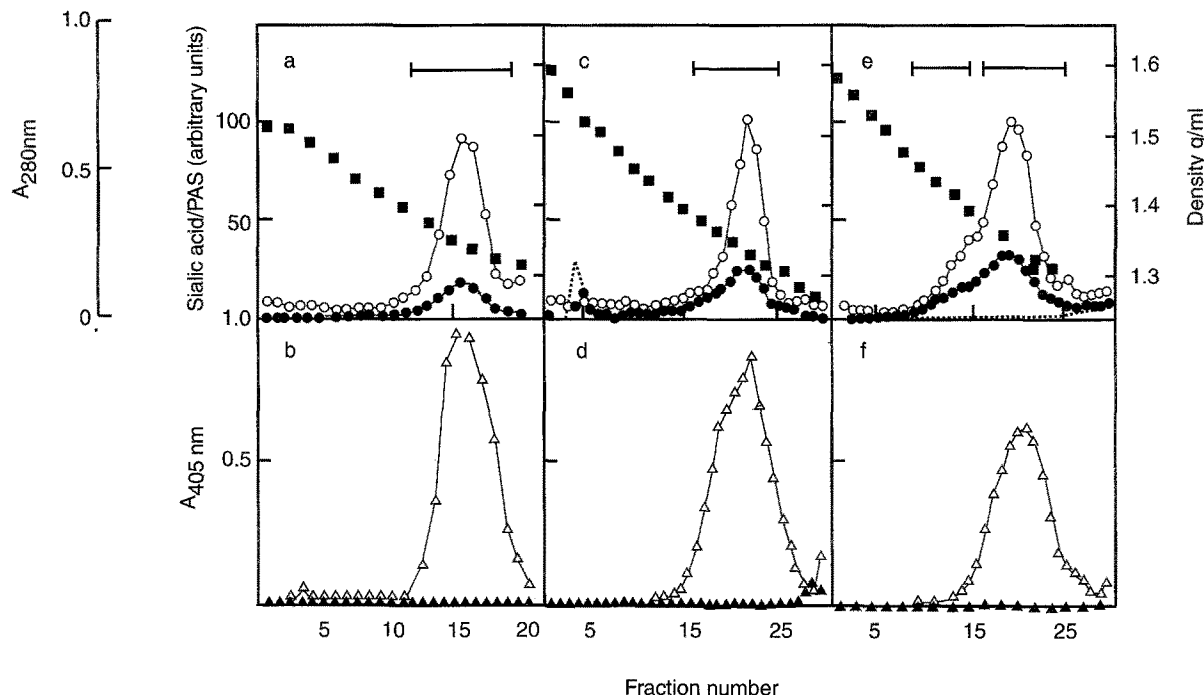 1.0
0.5
0
A280nm
Sialic acid/PAS (arbitrary units)
100
50
1.0
0.5
A405 nm
a
b
c
d
e
f
1.6
1.5
1.4
1.3
Density g/ml
5 10 15 20 5 15 25 5 15 25
Fraction number